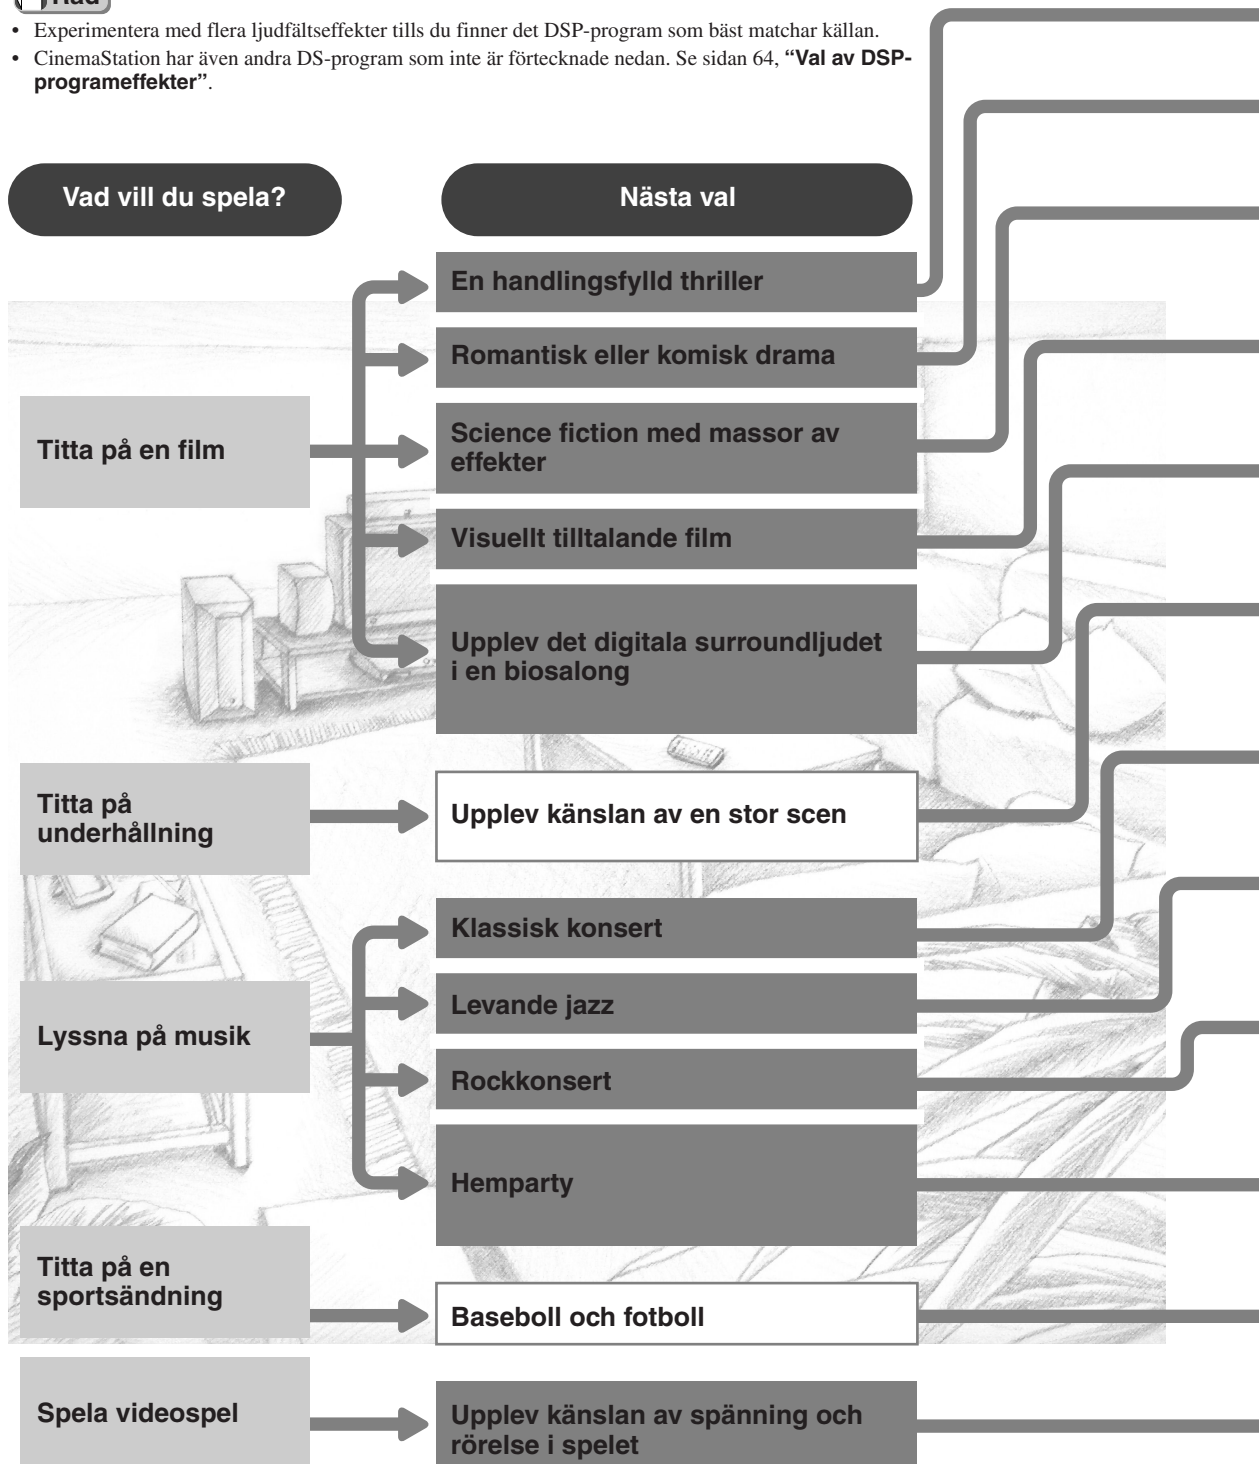 Råd
• Experimentera med flera ljudfältseffekter tills du finner det DSP-program som bäst matchar källan.
• CinemaStation har även andra DS-program som inte är förtecknade nedan. Se sidan 64, “Val av DSP-
programeffekter”.
Vad vill du spela?
Nästa val
Titta på en film
En handlingsfylld thriller
Romantisk eller komisk drama
Science fiction med massor av
effekter
Visuellt tilltalande film
Upplev det digitala surroundljudet
i en biosalong
Titta på
underhållning
Upplev känslan av en stor scen
Lyssna på musik
Klassisk konsert
Levande jazz
Rockkonsert
Hemparty
Titta på en
sportsändning
Baseboll och fotboll
Spela videospel
Upplev känslan av spänning och
rörelse i spelet